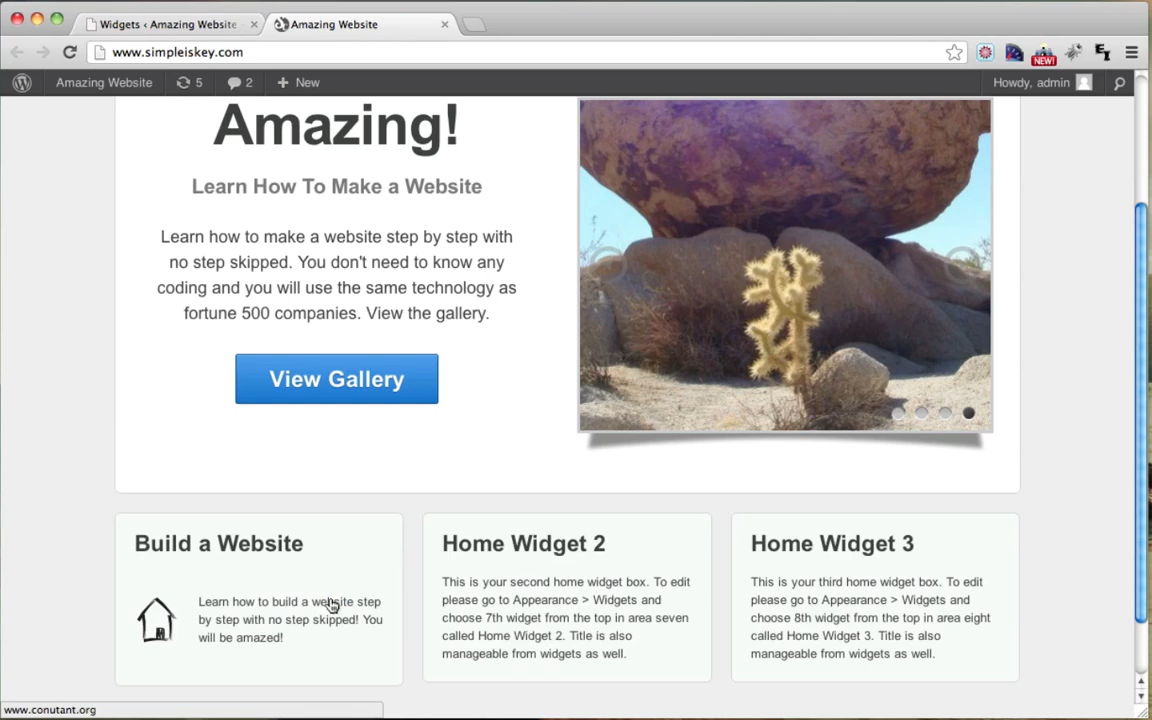 Widgets ‹ Amazing Website
Amazing Website
www.simpleiskey.com
NEW!
EI
Amazing Website 5 2 + New
Howdy, admin
Amazing!
Learn How To Make a Website
Learn how to make a website step by step with
no step skipped. You don't need to know any
coding and you will use the same technology as
fortune 500 companies. View the gallery.
View Gallery
Build a Website
Learn how to build a website step
by step with no step skipped! You
will be amazed!
Home Widget 2
This is your second home widget box. To edit
please go to Appearance > Widgets and
choose 7th widget from the top in area seven
called Home Widget 2. Title is also
manageable from widgets as well.
Home Widget 3
This is your third home widget box. To edit
please go to Appearance > Widgets and
choose 8th widget from the top in area eight
called Home Widget 3. Title is also
manageable from widgets as well.
www.conutant.org